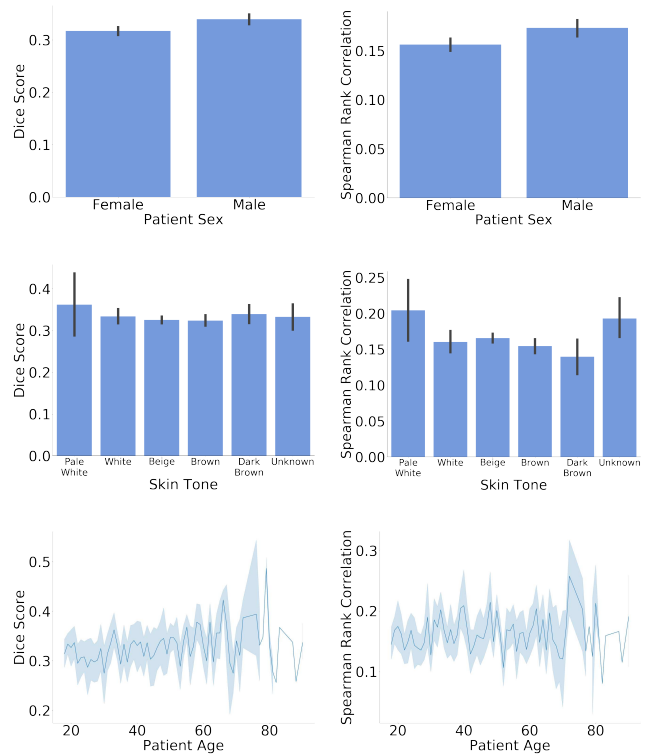 Dice Score
0.3
0.2
0.1
0.0
Female Male
Patient Sex
Spearman Rank Correlation
0.15
0.10
0.05
0.00
Female Male
Patient Sex
Dice Score
0.4
0.3
0.2
0.1
0.0
Pale White White Beige Brown Dark Brown Unknown
Skin Tone
Spearman Rank Correlation
0.25
0.20
0.15
0.10
0.05
0.00
Pale White White Beige Brown Dark Brown Unknown
Skin Tone
Dice Score
0.5
0.4
0.3
0.2
20 40 60 80
Patient Age
Spearman Rank Correlation
0.3
0.2
0.1
20 40 60 80
Patient Age